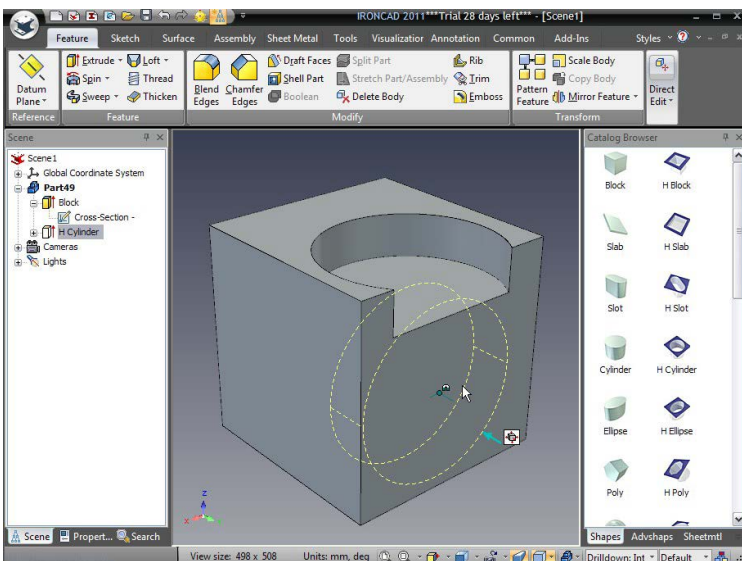 IRONCAD 2011***Trial 28 days left*** - [Scene1]
Feature Sketch Surface Assembly Sheet Metal Tools Visualization Annotation Common Add-Ins Styles
Datum Plane
Extrude Loft
Spin Thread
Sweep Thicken
Blend Edges
Chamfer Edges
Draft Faces Split Part Rib
Shell Part Stretch Part/Assembly Trim
Boolean Delete Body Emboss
Pattern Feature
Scale Body
Copy Body
Mirror Feature
Direct Edit
Reference Feature Modify Transform
Scene
Scene1
Global Coordinate System
Part49
Block
Cross-Section -
H Cylinder
Cameras
Lights
Z
X
Catalog Browser
Block H Block
Slab H Slab
Slot H Slot
Cylinder H Cylinder
Ellipse H Ellipse
Poly H Poly
Scene Propert... Search
Shapes Advshaps Sheetmtl
View size: 498 x 508 Units: mm, deg Drilldown: Int Default